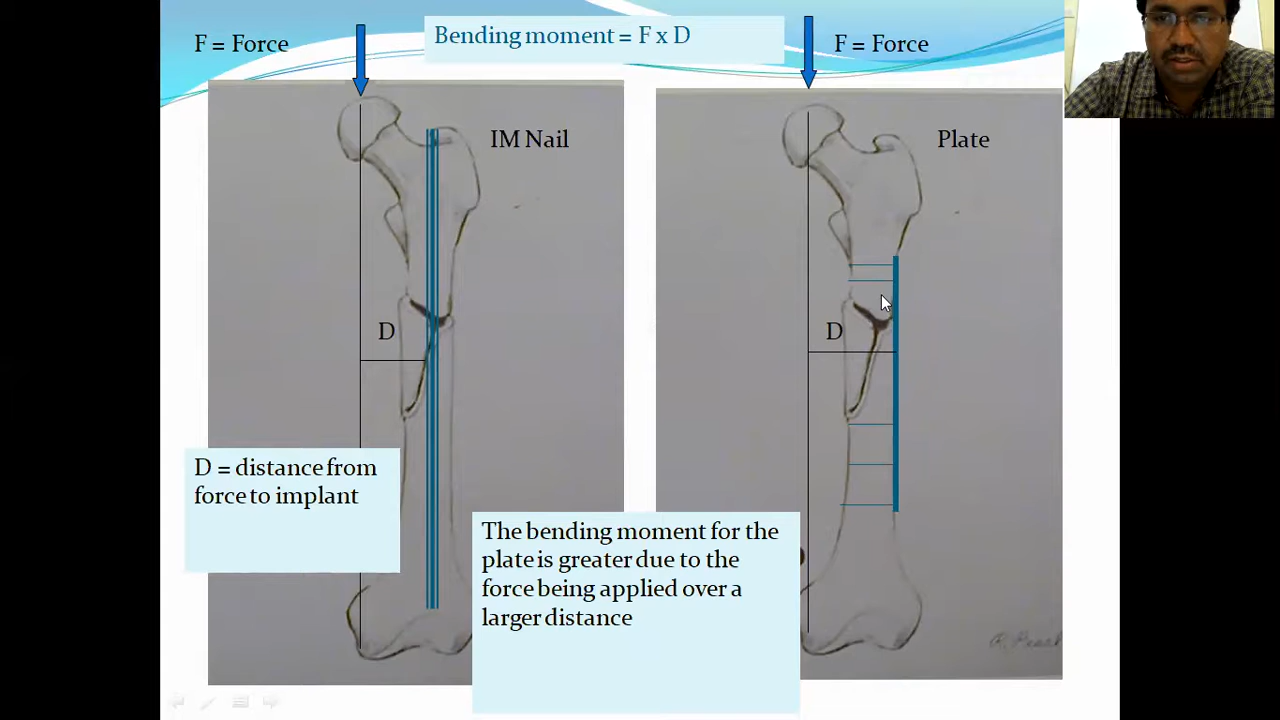 F = Force
Bending moment = F x D
F = Force
IM Nail
Plate
D
D
D = distance from
force to implant
The bending moment for the
plate is greater due to the
force being applied over a
larger distance